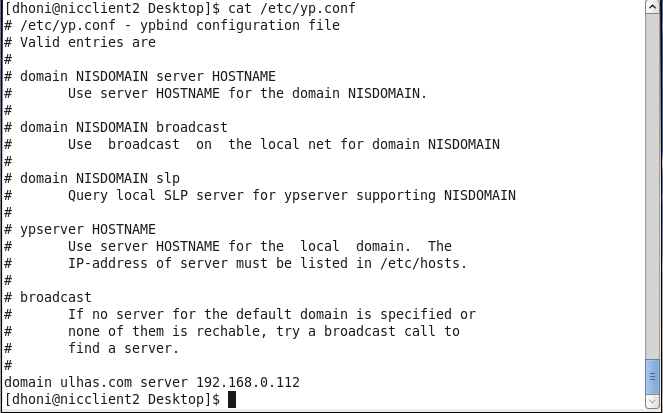 [dhoni@nicclient2 Desktop]$ cat /etc/yp.conf
# /etc/yp.conf - ypbind configuration file
# Valid entries are
#
# domain NISDOMAIN server HOSTNAME
#       Use server HOSTNAME for the domain NISDOMAIN.
#
# domain NISDOMAIN broadcast
#       Use  broadcast  on  the local net for domain NISDOMAIN
#
# domain NISDOMAIN slp
#       Query local SLP server for ypserver supporting NISDOMAIN
#
# ypserver HOSTNAME
#       Use server HOSTNAME for the  local  domain.  The
#       IP-address of server must be listed in /etc/hosts.
#
# broadcast
#       If no server for the default domain is specified or
#       none of them is rechable, try a broadcast call to
#       find a server.
#
domain ulhas.com server 192.168.0.112
[dhoni@nicclient2 Desktop]$